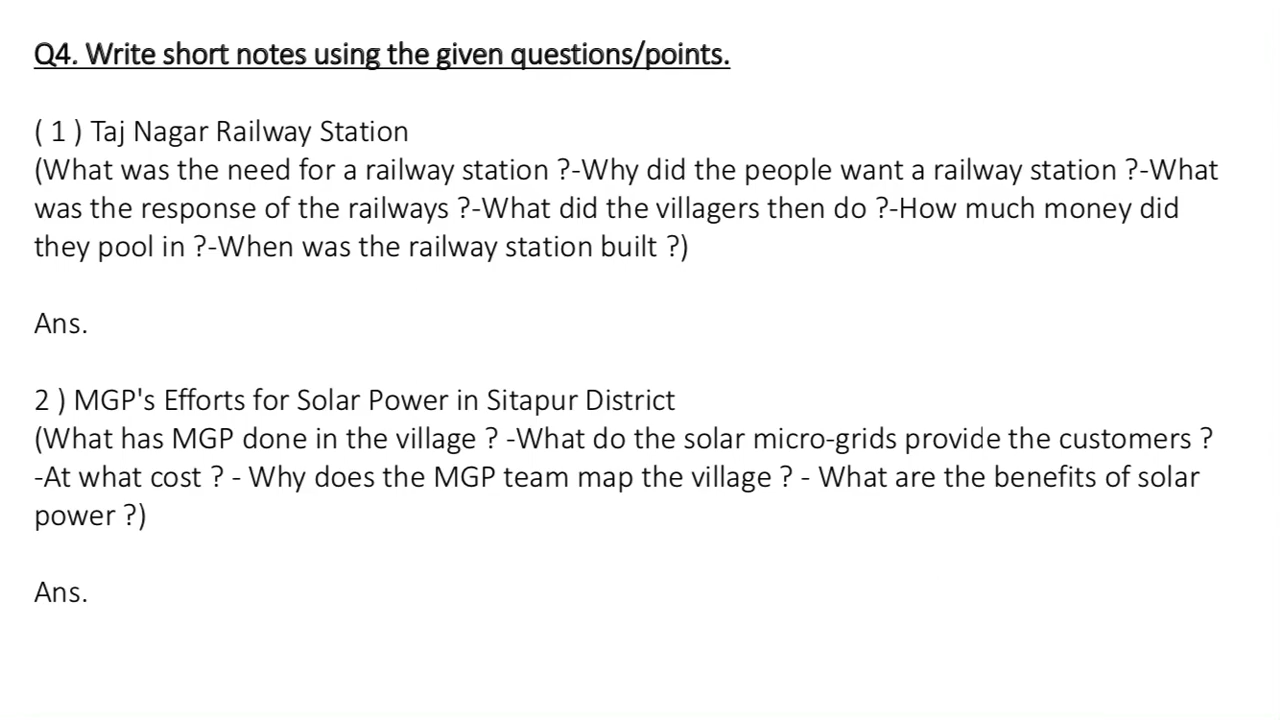 Q4. Write short notes using the given questions/points.
( 1 ) Taj Nagar Railway Station
(What was the need for a railway station ?-Why did the people want a railway station ?-What
was the response of the railways ?-What did the villagers then do ?-How much money did
they pool in ?-When was the railway station built ?)
Ans.
2 ) MGP's Efforts for Solar Power in Sitapur District
(What has MGP done in the village ? -What do the solar micro-grids provide the customers ?
-At what cost ? - Why does the MGP team map the village ? - What are the benefits of solar
power ?)
Ans.